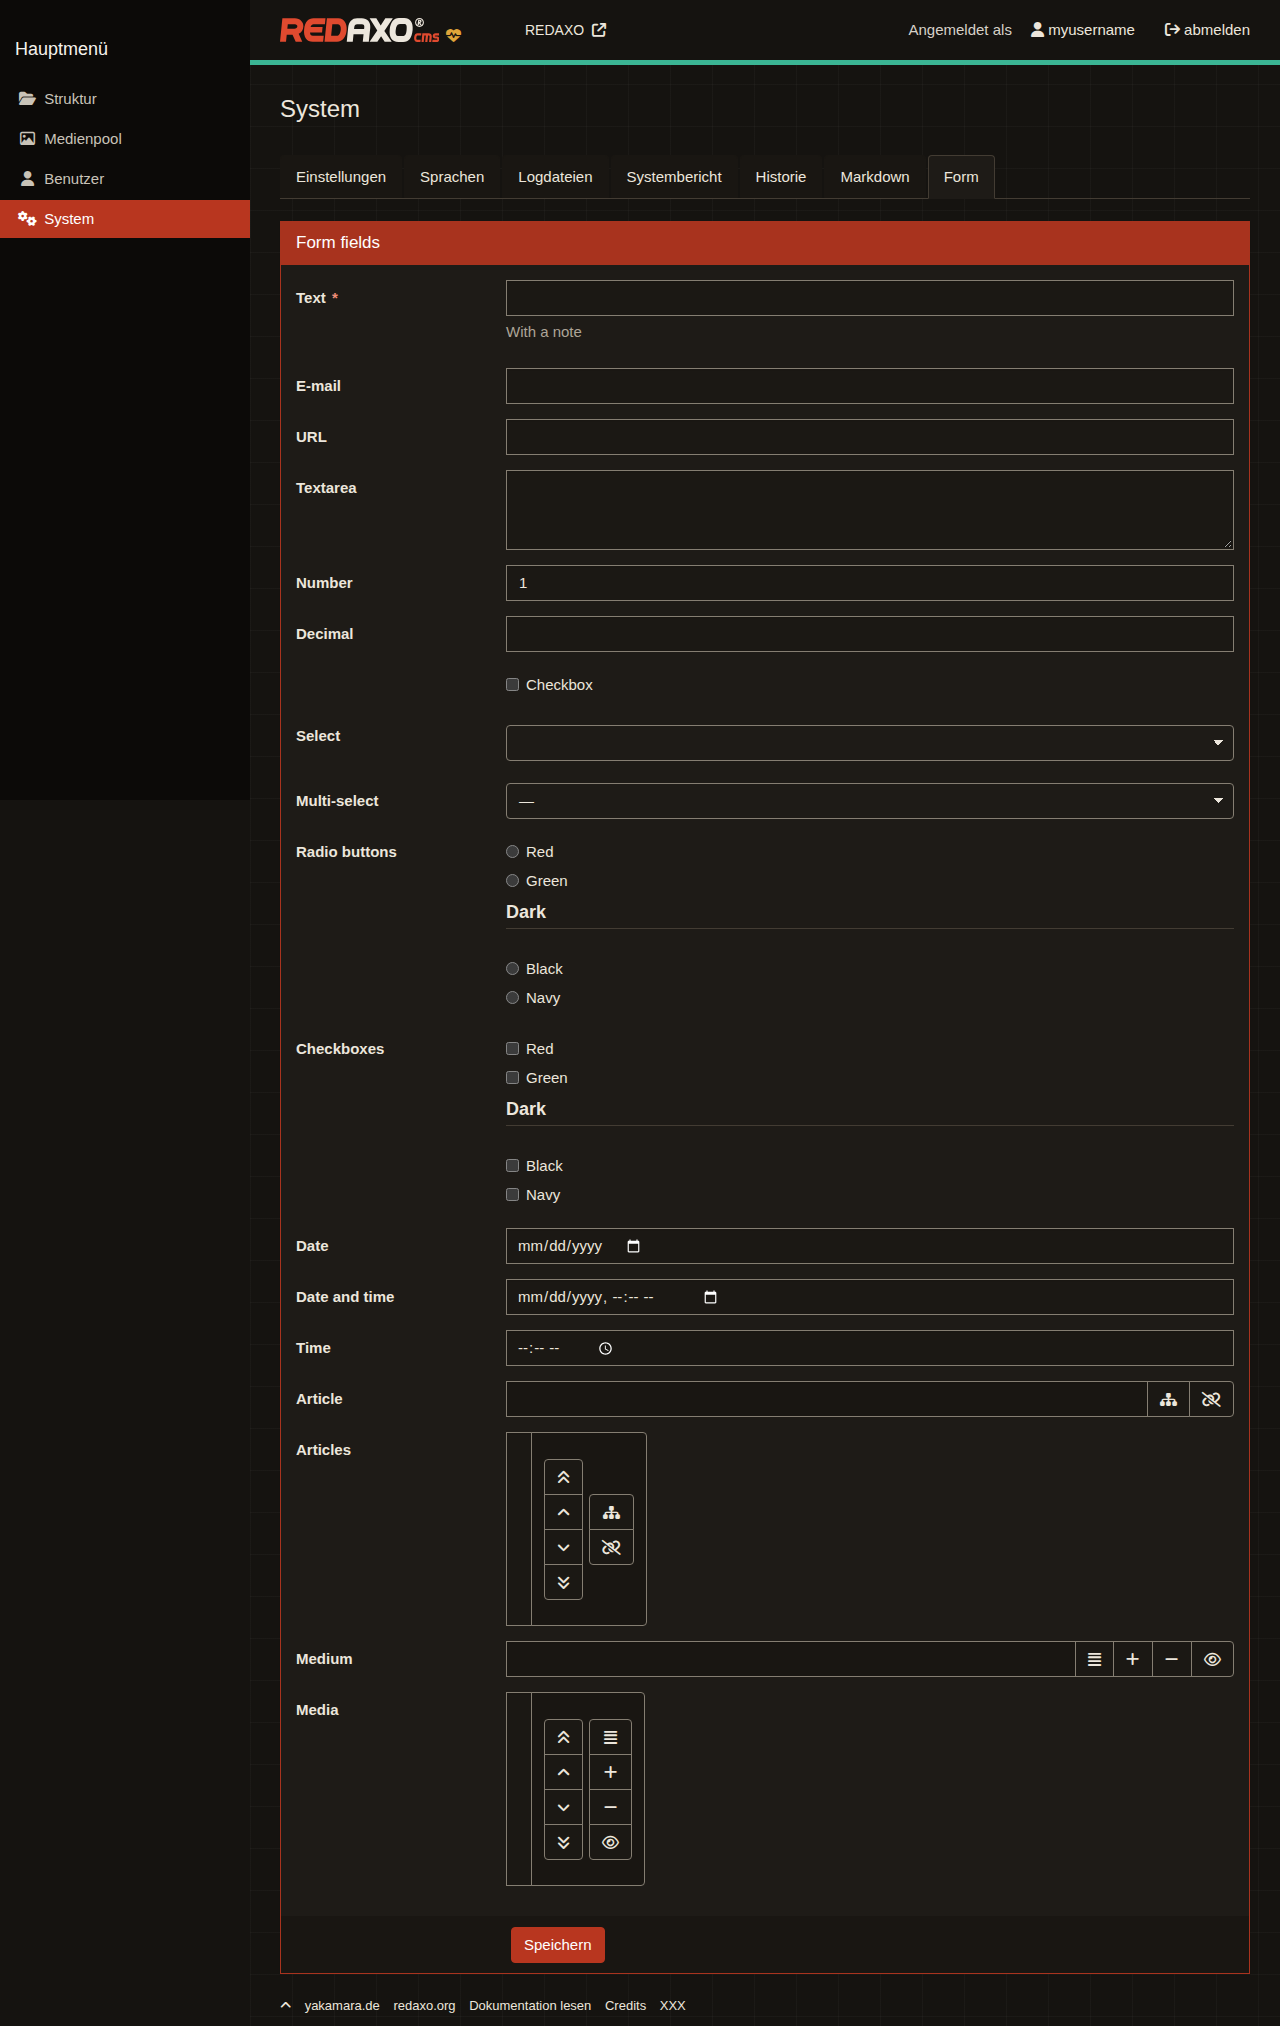 Hauptmenü
Struktur
Medienpool
Benutzer
System
REDAXO® cms
REDAXO
Angemeldet als myusername abmelden
System
Einstellungen Sprachen Logdateien Systembericht Historie Markdown Form
Form fields
Text *
With a note
E-mail
URL
Textarea
Number 1
Decimal
Checkbox
Select
Multi-select —
Radio buttons Red
Green
Dark
Black
Navy
Checkboxes Red
Green
Dark
Black
Navy
Date mm/dd/yyyy
Date and time mm/dd/yyyy, --:-- --
Time --:-- --
Article
Articles
Medium
Media
Speichern
yakamara.de redaxo.org Dokumentation lesen Credits XXX